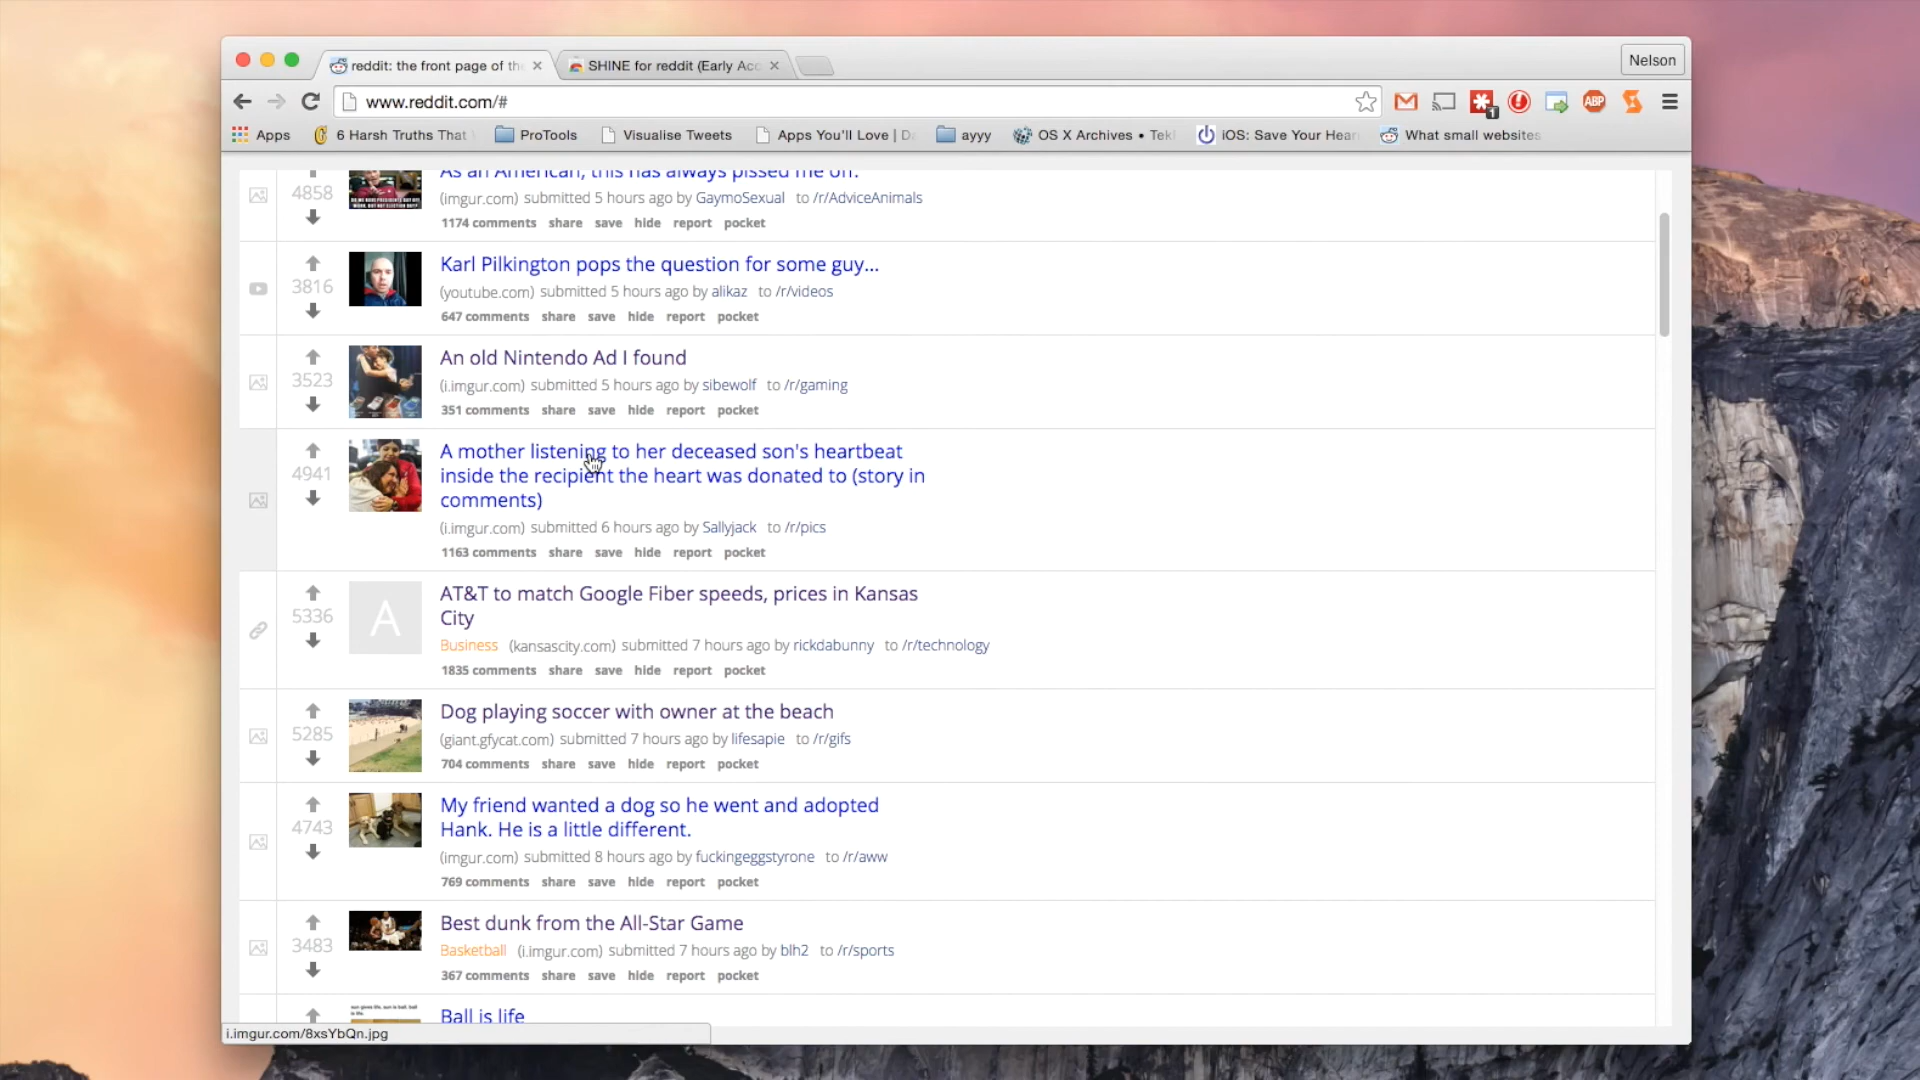 reddit: the front page of the
SHINE for reddit (Early Acc
Nelson
www.reddit.com/#
1
ABP
Apps
6 Harsh Truths That
ProTools
Visualise Tweets
Apps You'll Love | D
ayyy
OS X Archives • Tek
iOS: Save Your Hear
What small websites
As an American, this has always pissed me off.
4858
(imgur.com) submitted 5 hours ago by GaymoSexual to /r/AdviceAnimals
1174 comments share save hide report pocket
Karl Pilkington pops the question for some guy...
3816
(youtube.com) submitted 5 hours ago by alikaz to /r/videos
647 comments share save hide report pocket
An old Nintendo Ad I found
3523
(i.imgur.com) submitted 5 hours ago by sibewolf to /r/gaming
351 comments share save hide report pocket
A mother listening to her deceased son's heartbeat
4941
inside the recipient the heart was donated to (story in
comments)
(i.imgur.com) submitted 6 hours ago by Sallyjack to /r/pics
1163 comments share save hide report pocket
AT&T to match Google Fiber speeds, prices in Kansas
5336
A
City
Business (kansascity.com) submitted 7 hours ago by rickdabunny to /r/technology
1835 comments share save hide report pocket
Dog playing soccer with owner at the beach
5285
(giant.gfycat.com) submitted 7 hours ago by lifesapie to /r/gifs
704 comments share save hide report pocket
My friend wanted a dog so he went and adopted
4743
Hank. He is a little different.
(imgur.com) submitted 8 hours ago by fuckingeggstyrone to /r/aww
769 comments share save hide report pocket
Best dunk from the All-Star Game
3483
Basketball (i.imgur.com) submitted 7 hours ago by blh2 to /r/sports
367 comments share save hide report pocket
Ball is life
i.imgur.com/8xsYbQn.jpg